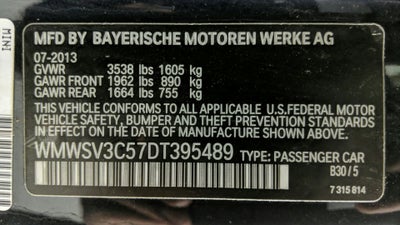 MINI
MFD BY BAYERISCHE MOTOREN WERKE AG
07-2013
GVWR 3538 lbs 1605 kg
GAWR FRONT 1962 lbs 890 kg
GAWR REAR 1664 lbs 755 kg
THIS CAR CONFORMS TO ALL APPLICABLE U.S.FEDERAL MOTOR
VEHICLE SAFETY, BUMPER AND THEFT PREVENTION STANDARDS
IN EFFECT ON THE DATE OF MANUFACTURE SHOWN ABOVE.
WMWSV3C57DT395489 TYPE: PASSENGER CAR
B30/5
7 315 814